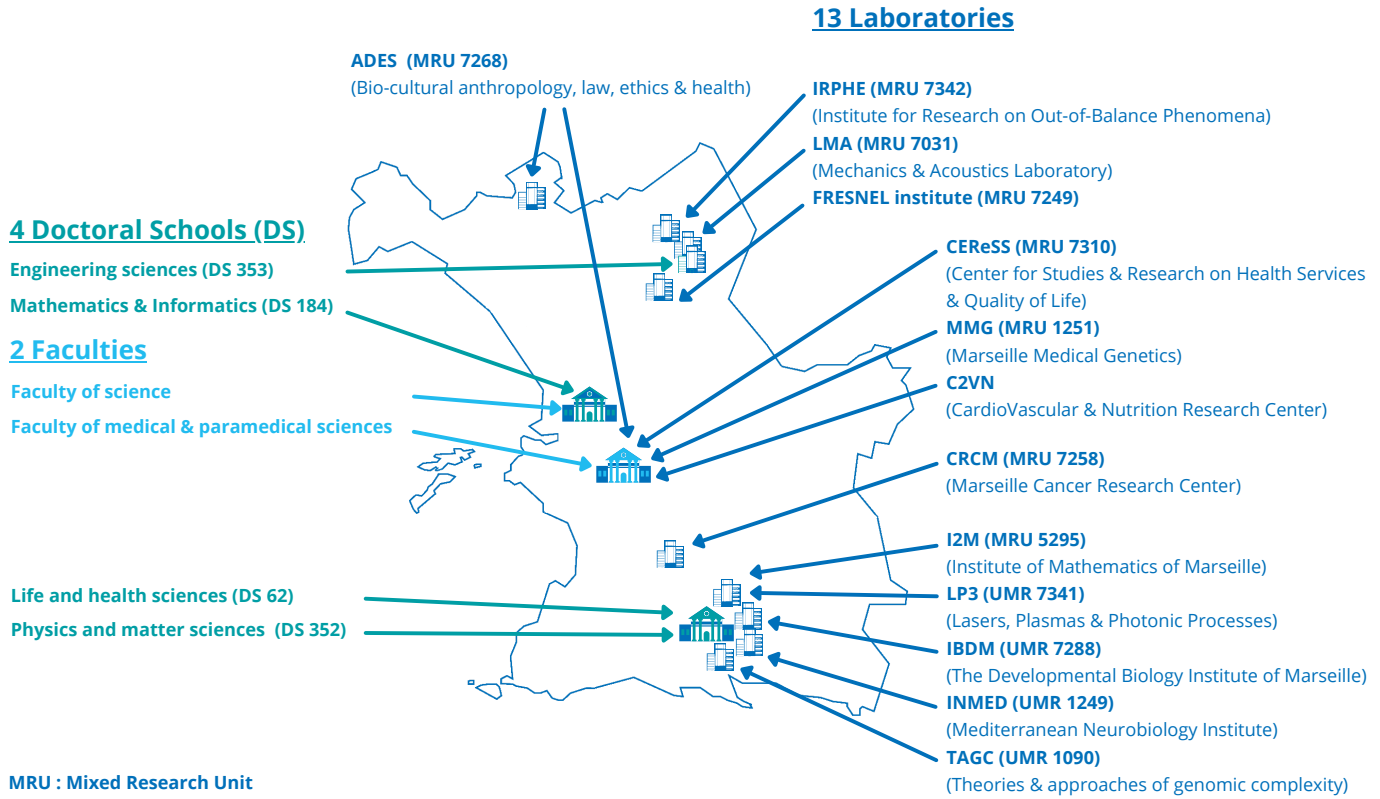 13 Laboratories
ADES (MRU 7268)
(Bio-cultural anthropology, law, ethics & health)
IRPHE (MRU 7342)
(Institute for Research on Out-of-Balance Phenomena)
LMA (MRU 7031)
(Mechanics & Acoustics Laboratory)
FRESNEL institute (MRU 7249)
4 Doctoral Schools (DS)
Engineering sciences (DS 353)
Mathematics & Informatics (DS 184)
2 Faculties
Faculty of science
Faculty of medical & paramedical sciences
CEReSS (MRU 7310)
(Center for Studies & Research on Health Services
& Quality of Life)
MMG (MRU 1251)
(Marseille Medical Genetics)
C2VN
(CardioVascular & Nutrition Research Center)
CRCM (MRU 7258)
(Marseille Cancer Research Center)
I2M (MRU 5295)
(Institute of Mathematics of Marseille)
LP3 (UMR 7341)
(Lasers, Plasmas & Photonic Processes)
IBDM (UMR 7288)
(The Developmental Biology Institute of Marseille)
INMED (UMR 1249)
(Mediterranean Neurobiology Institute)
TAGC (UMR 1090)
(Theories & approaches of genomic complexity)
Life and health sciences (DS 62)
Physics and matter sciences (DS 352)
MRU : Mixed Research Unit